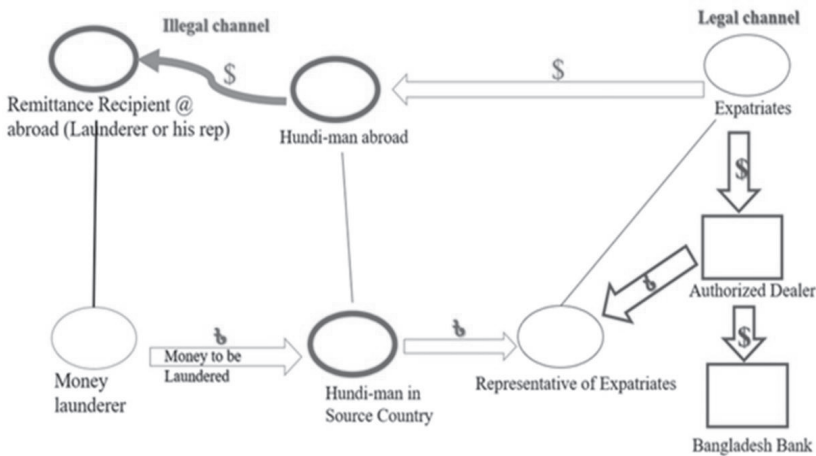 Illegal channel
Legal channel
$
$
Remittance Recipient @
abroad (Launderer or his rep)
Hundi-man abroad
Expatriates
$
৳
Authorized Dealer
৳
Money to be
Laundered
৳
$
Money
launderer
Hundi-man in
Source Country
Representative of Expatriates
Bangladesh Bank